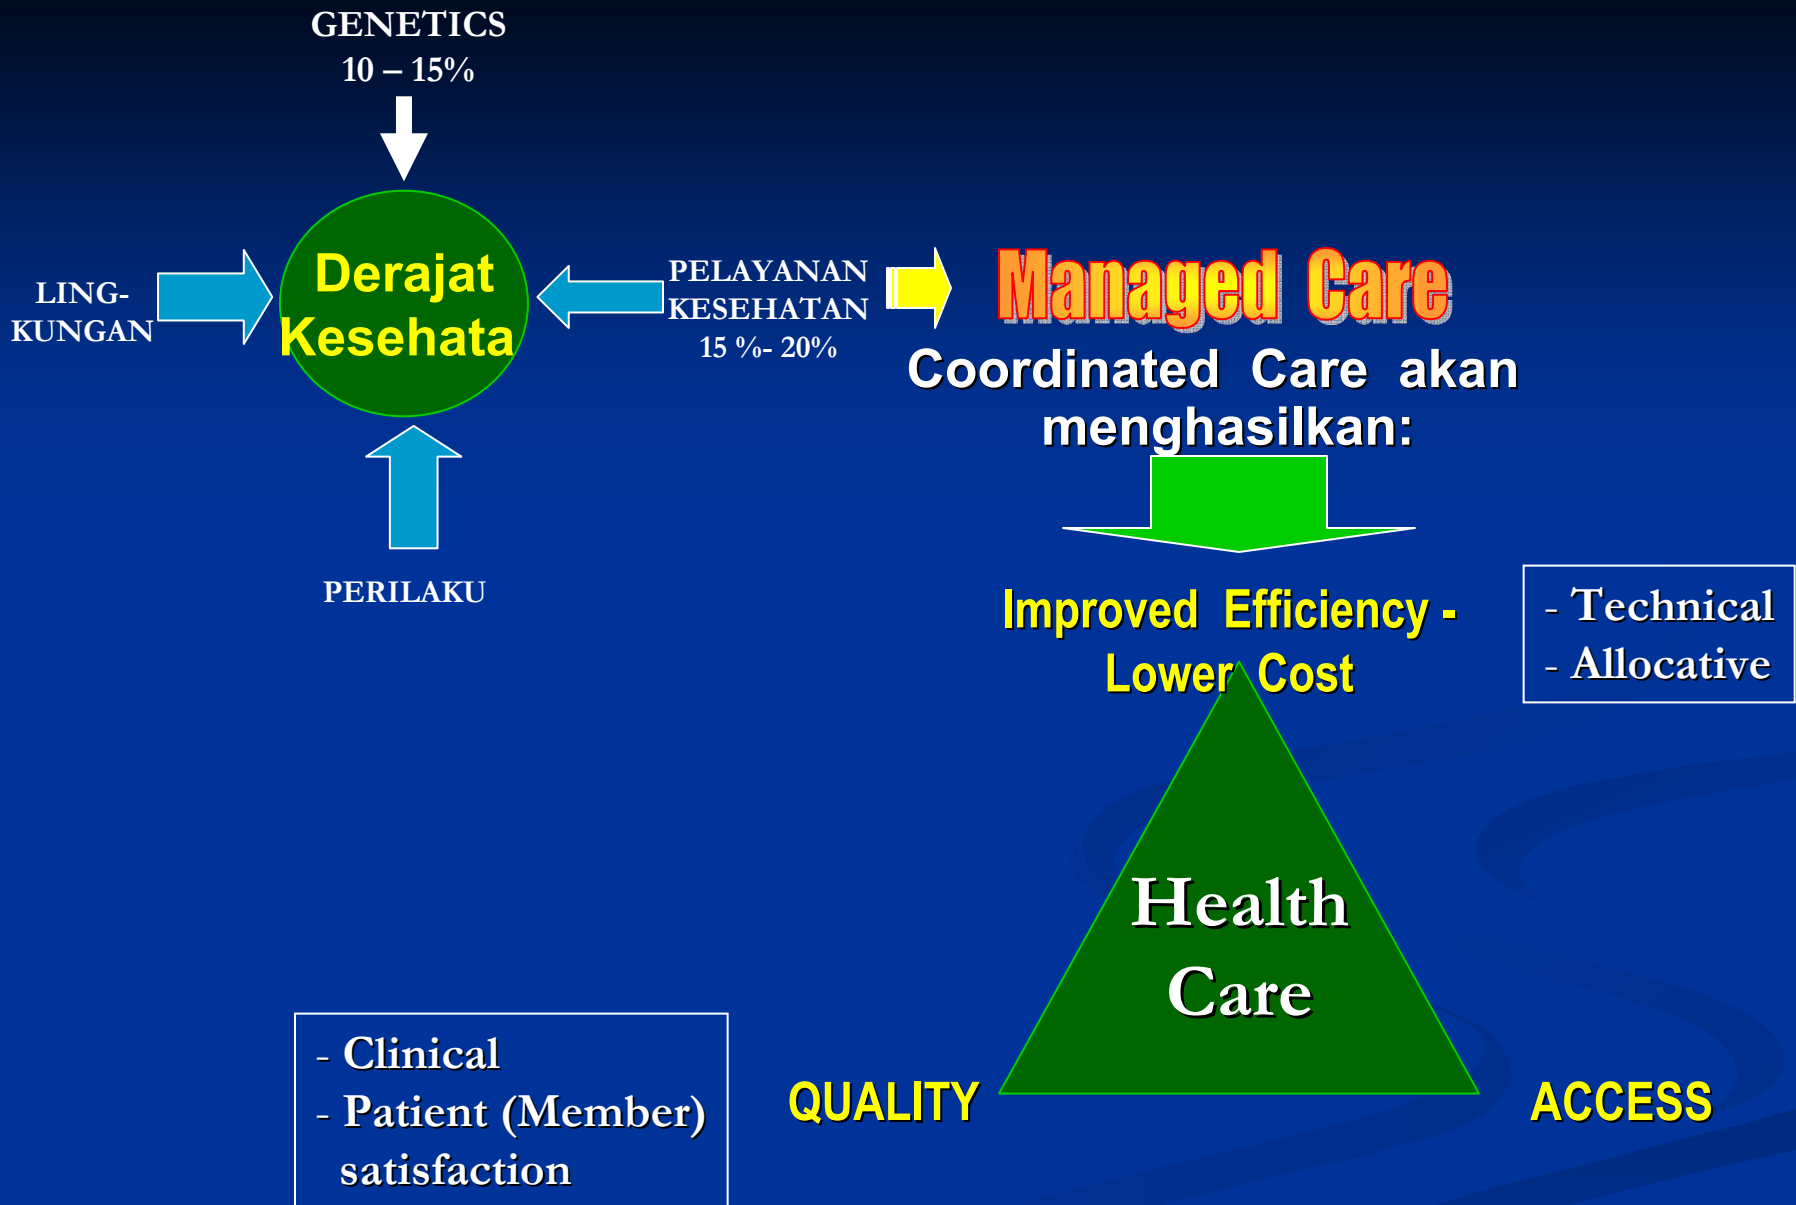 GENETICS
10 – 15%
LING-
KUNGAN
Derajat
Kesehata
PELAYANAN
KESEHATAN
15 %- 20%
PERILAKU
Managed Care
Coordinated Care akan
menghasilkan:
Improved Efficiency -
Lower Cost
- Technical
- Allocative
Health
Care
- Clinical
- Patient (Member)
satisfaction
QUALITY
ACCESS